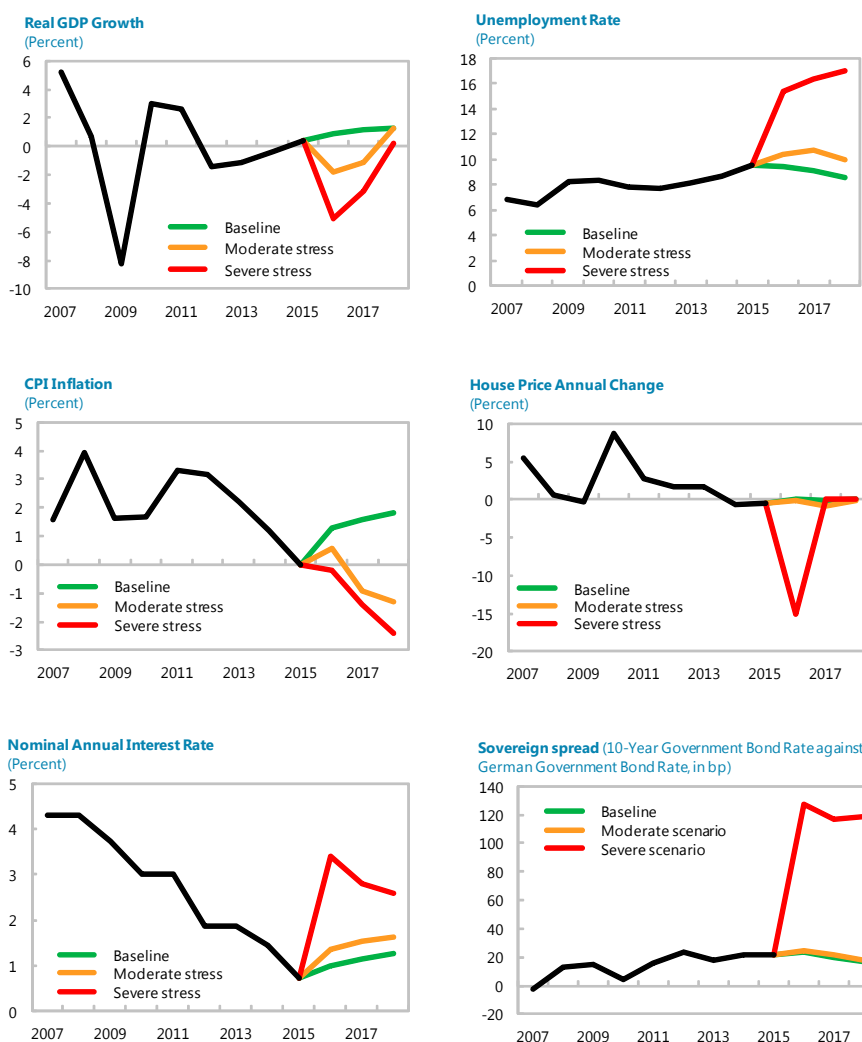 Real GDP Growth
(Percent)
6
4
2
0
-2
-4
-6
-8
-10
Baseline
Moderate stress
Severe stress
2007 2009 2011 2013 2015 2017
Unemployment Rate
(Percent)
18
16
14
12
10
8
6
4
2
0
Baseline
Moderate stress
Severe stress
2007 2009 2011 2013 2015 2017
CPI Inflation
(Percent)
5
4
3
2
1
0
-1
-2
-3
Baseline
Moderate stress
Severe stress
2007 2009 2011 2013 2015 2017
House Price Annual Change
(Percent)
10
5
0
-5
-10
-15
-20
Baseline
Moderate stress
Severe stress
2007 2009 2011 2013 2015 2017
Nominal Annual Interest Rate
(Percent)
5
4
3
2
1
0
Baseline
Moderate stress
Severe stress
2007 2009 2011 2013 2015 2017
Sovereign spread (10-Year Government Bond Rate against
German Government Bond Rate, in bp)
140
120
100
80
60
40
20
0
-20
Baseline
Moderate scenario
Severe scenario
2007 2009 2011 2013 2015 2017